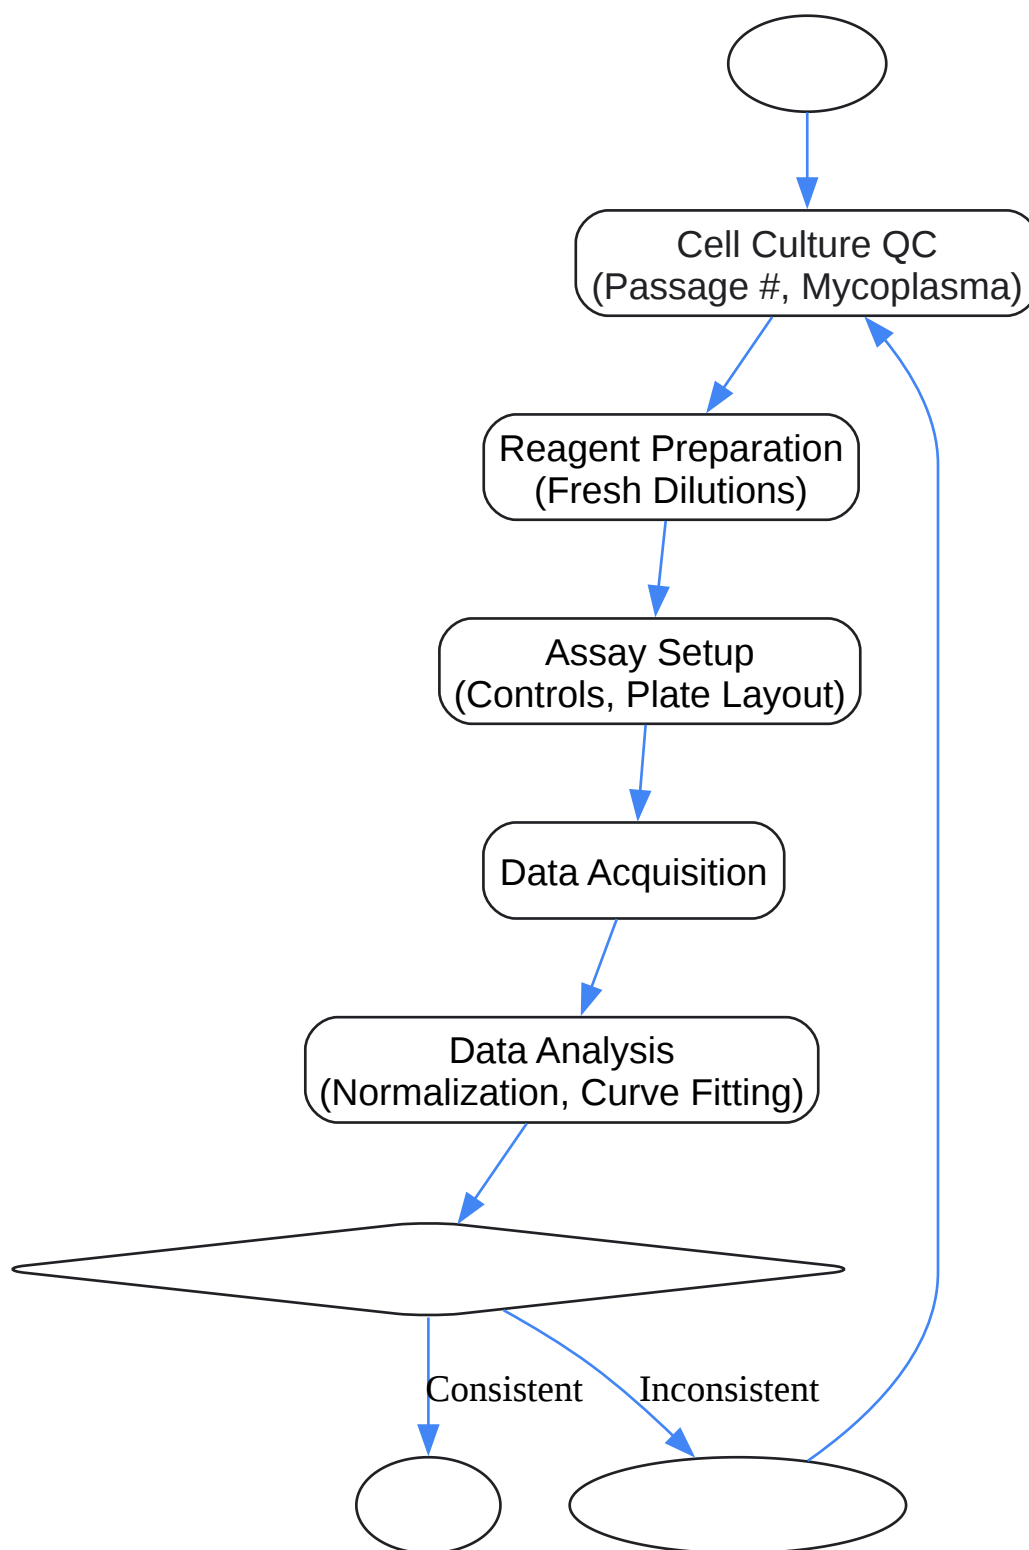 Cell Culture QC
(Passage #, Mycoplasma)
Reagent Preparation
(Fresh Dilutions)
Assay Setup
(Controls, Plate Layout)
Data Acquisition
Data Analysis
(Normalization, Curve Fitting)
Consistent
Inconsistent